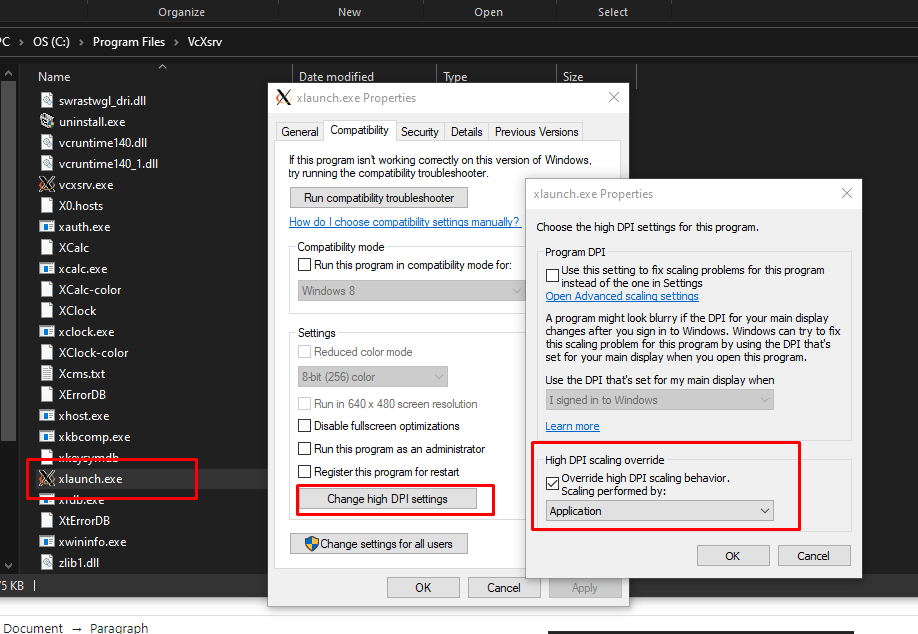 Organize
New
Open
Select
PC > OS (C:) > Program Files > VcXsrv
Name
Date modified
Type
Size
swrastwgl_dri.dll
uninstall.exe
vcruntime140.dll
vcruntime140_1.dll
vcxsrv.exe
X0.hosts
xauth.exe
XCalc
xcalc.exe
XCalc-color
XClock
xclock.exe
XClock-color
Xcms.txt
XErrorDB
xhost.exe
xkbcomp.exe
xkeysymdb
xlaunch.exe
xrdb.exe
XtErrorDB
xwininfo.exe
zlib1.dll
5 KB
Document → Paragraph
xlaunch.exe Properties
General
Compatibility
Security
Details
Previous Versions
If this program isn't working correctly on this version of Windows,
try running the compatibility troubleshooter.
Run compatibility troubleshooter
How do I choose compatibility settings manually?
Compatibility mode
Run this program in compatibility mode for:
Windows 8
Settings
Reduced color mode
8-bit (256) color
Run in 640 x 480 screen resolution
Disable fullscreen optimizations
Run this program as an administrator
Register this program for restart
Change high DPI settings
Change settings for all users
OK
Cancel
Apply
xlaunch.exe Properties
Choose the high DPI settings for this program.
Program DPI
Use this setting to fix scaling problems for this program
instead of the one in Settings
Open Advanced scaling settings
A program might look blurry if the DPI for your main display
changes after you sign in to Windows. Windows can try to fix
this scaling problem for this program by using the DPI that's
set for your main display when you open this program.
Use the DPI that's set for my main display when
I signed in to Windows
Learn more
High DPI scaling override
Override high DPI scaling behavior.
Scaling performed by:
Application
OK
Cancel